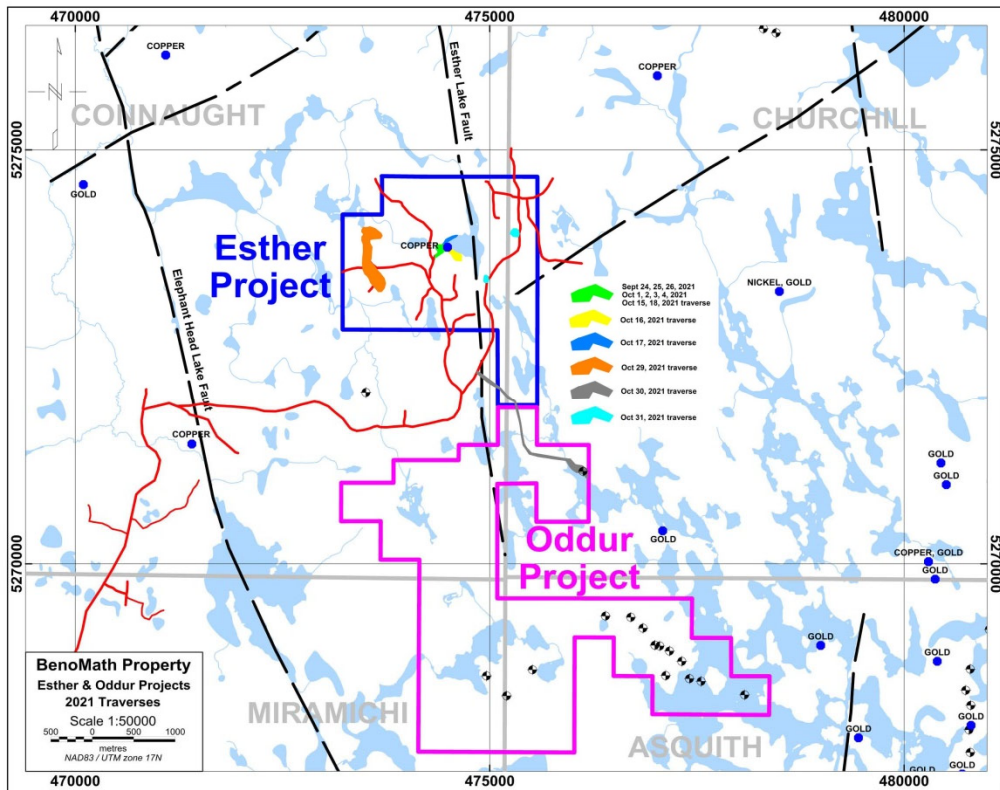 470000
475000
480000
COPPER
COPPER
Esther Lake Fault
N
CONNAUGHT
CHURCHILL
5275000
5275000
GOLD
Esther
Project
COPPER
NICKEL, GOLD
Sept 24, 25, 26, 2021
Oct 1, 2, 3, 4, 2021
Oct 15, 18, 2021 traverse
Oct 16, 2021 traverse
Oct 17, 2021 traverse
Oct 29, 2021 traverse
Oct 30, 2021 traverse
Oct 31, 2021 traverse
Elephant Head Lake Fault
COPPER
GOLD
GOLD
GOLD
Oddur
Project
COPPER, GOLD
GOLD
5270000
5270000
GOLD
GOLD
BenoMath Property
Esther & Oddur Projects
2021 Traverses
Scale 1:50000
500 0 500 1000
metres
NAD83 / UTM zone 17N
MIRAMICHI
ASQUITH
GOLD
GOLD
GOLD
GOLD
470000
475000
480000